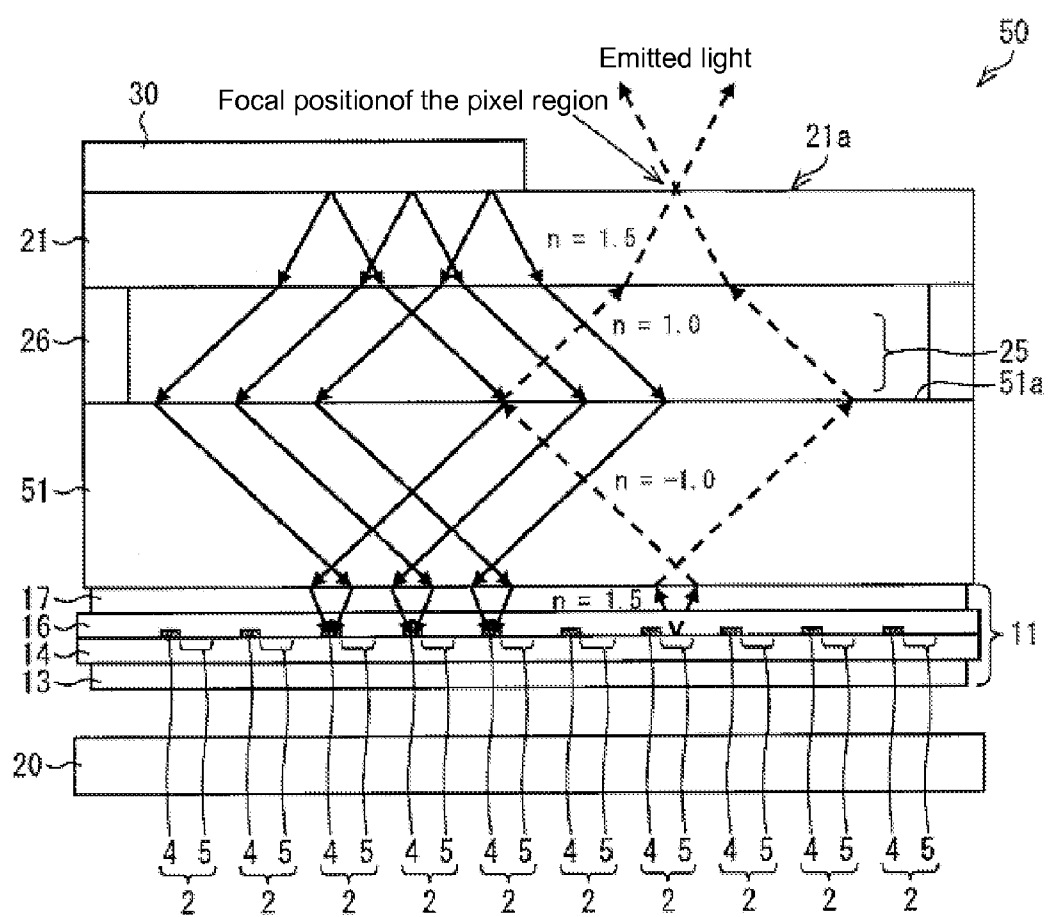 50
Emitted light
30
Focal positionof the pixel region
21a
21
n = 1.5
26
n = 1.0
25
51a
51
n = -1.0
17
n = 1.5
16
11
14
13
20
4 5 4 5 4 5 4 5 4 5 4 5 4 5 4 5 4 5 4 5
2 2 2 2 2 2 2 2 2 2